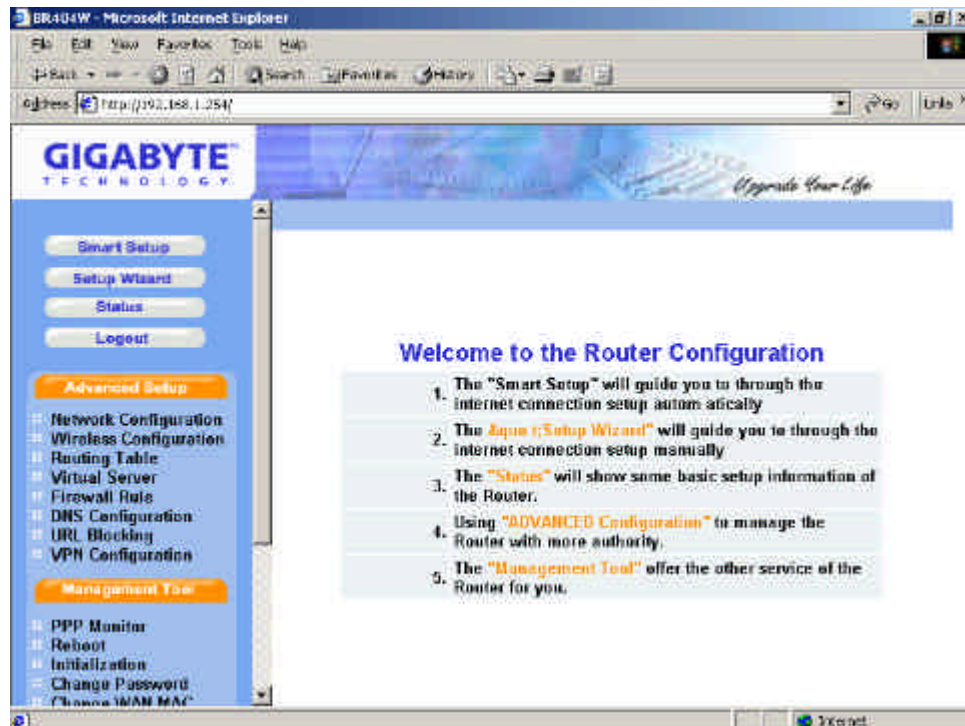 BR404W - Microsoft Internet Explorer
File Edit View Favorites Tools Help
Back Search Favorites History
Address http://192.168.1.254/ Go Links
GIGABYTE
TECHNOLOGY
Upgrade Your Life
Smart Setup
Setup Wizard
Status
Logout
Advanced Setup
Network Configuration
Wireless Configuration
Routing Table
Virtual Server
Firewall Rule
DNS Configuration
URL Blocking
VPN Configuration
Management Tool
PPP Monitor
Reboot
Initialization
Change Password
Change WAN MAC
Welcome to the Router Configuration
1. The "Smart Setup" will guide you to through the
internet connection setup autom atically
2. The &quo t;Setup Wizard" will guide you to through the
internet connection setup manually
3. The "Status" will show some basic setup information of
the Router.
4. Using "ADVANCED Configuration" to manage the
Router with more authority.
5. The "Management Tool" offer the other service of the
Router for you.
Internet